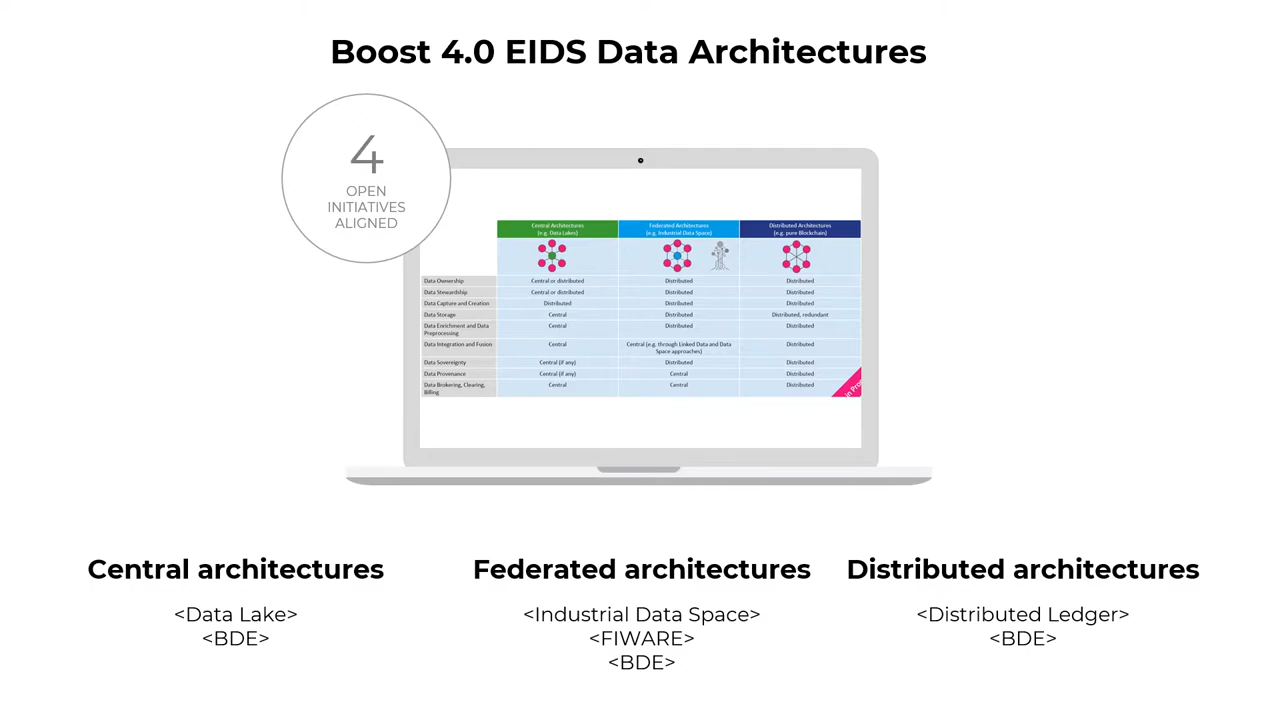 Boost 4.0 EIDS Data Architectures
4
OPEN
INITIATIVES
ALIGNED
Central Architectures
(e.g. Data Lakes)
Federated Architectures
(e.g. Industrial Data Space)
Distributed Architectures
(e.g. pure Blockchain)
Data Ownership Central or distributed Distributed Distributed
Data Stewardship Central or distributed Distributed Distributed
Data Capture and Creation Distributed Distributed Distributed
Data Storage Central Distributed Distributed, redundant
Data Enrichment and Data Central Distributed Distributed
Preprocessing
Data Integration and Fusion Central Central (e.g. through Linked Data and Data Distributed
Space approaches)
Data Sovereignty Central (if any) Distributed Distributed
Data Provenance Central (if any) Central Distributed
Data Brokering, Clearing, Central Central Distributed
Billing
in
Central architectures
<Data Lake>
<BDE>
Federated architectures
<Industrial Data Space>
<FIWARE>
<BDE>
Distributed architectures
<Distributed Ledger>
<BDE>